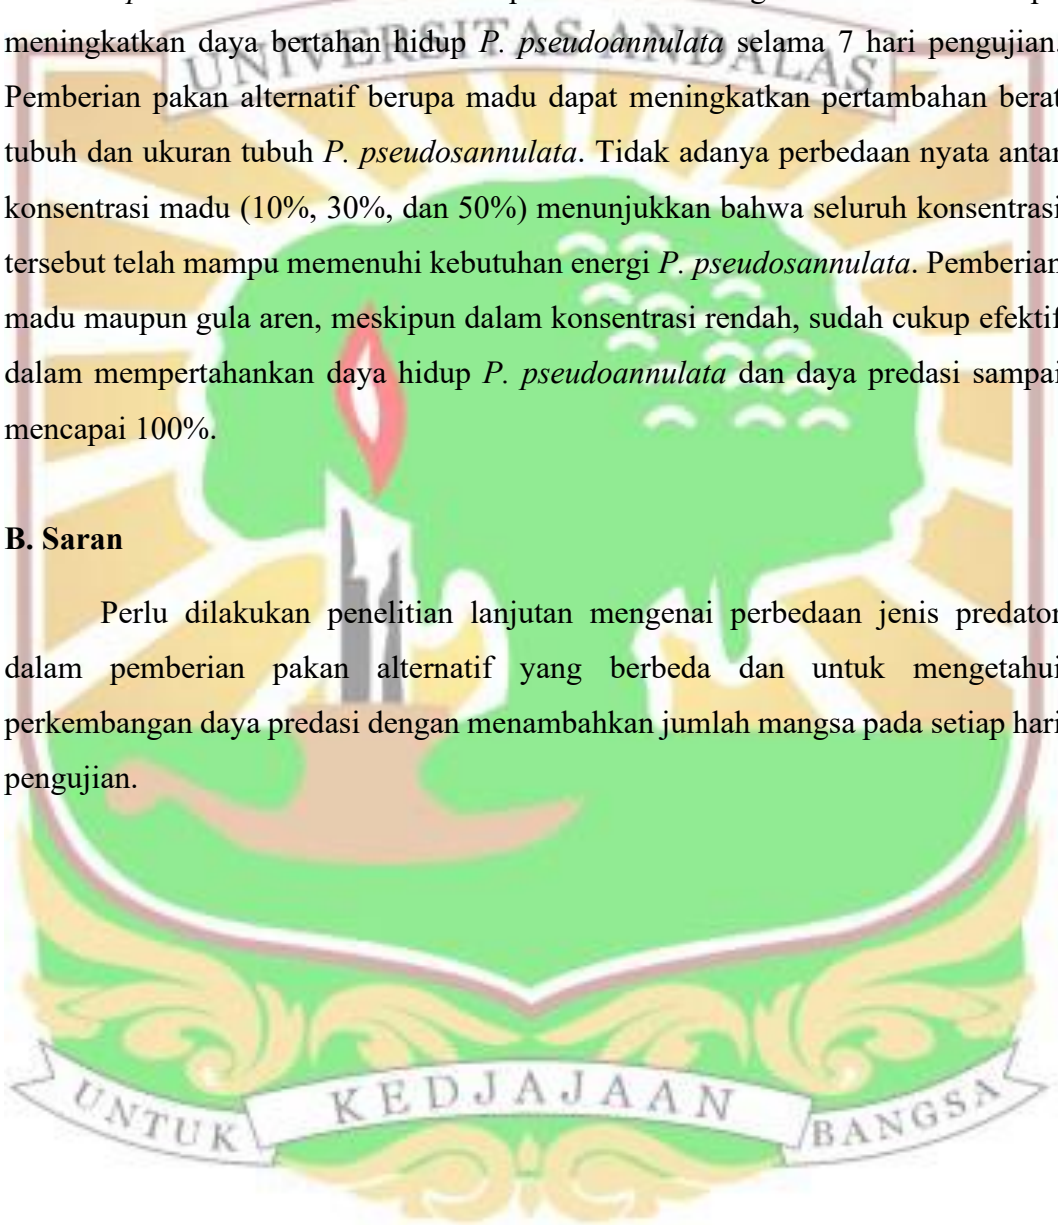 meningkatkan daya bertahan hidup P. pseudoannulata selama 7 hari pengujian.
UNIVERSITAS ANDALAS
Pemberian pakan alternatif berupa madu dapat meningkatkan pertambahan berat
tubuh dan ukuran tubuh P. pseudosannulata. Tidak adanya perbedaan nyata antar
konsentrasi madu (10%, 30%, dan 50%) menunjukkan bahwa seluruh konsentrasi
tersebut telah mampu memenuhi kebutuhan energi P. pseudosannulata. Pemberian
madu maupun gula aren, meskipun dalam konsentrasi rendah, sudah cukup efektif
dalam mempertahankan daya hidup P. pseudoannulata dan daya predasi sampai
mencapai 100%.
B. Saran
Perlu dilakukan penelitian lanjutan mengenai perbedaan jenis predator
dalam pemberian pakan alternatif yang berbeda dan untuk mengetahui
perkembangan daya predasi dengan menambahkan jumlah mangsa pada setiap hari
pengujian.
UNTUK KEDJAJAAN BANGSA